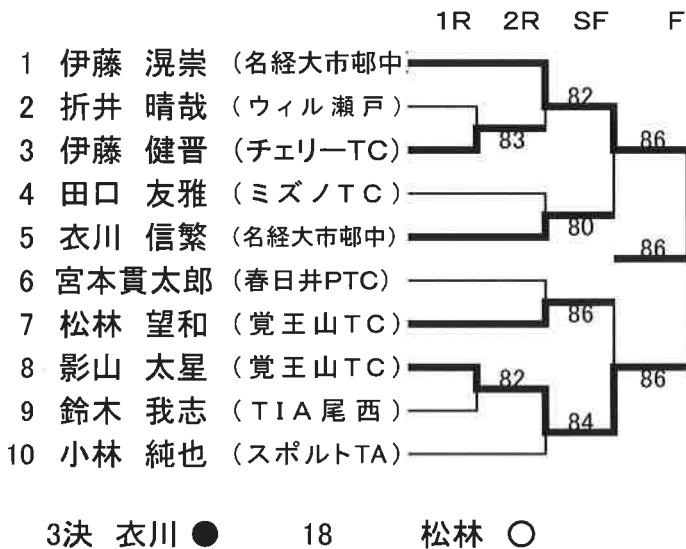 1R 2R SF F
1 伊藤 滉崇 (名経大市邨中
82
2 折井 晴哉 (ウィル瀬戸)
83
3 伊藤 健晋 (チェリーTC)
86
4 田口 友雅 (ミズノTC)
80
5 衣川 信繁 (名経大市邨中)
86
6 宮本貫太郎 (春日井PTC)
86
7 松林 望和 (覚王山TC)
8 影山 太星 (覚王山TC)
82
86
9 鈴木 我志 (TIA尾西)
84
10 小林 純也 (スポルトTA)
3決 衣川 ● 18 松林 ○